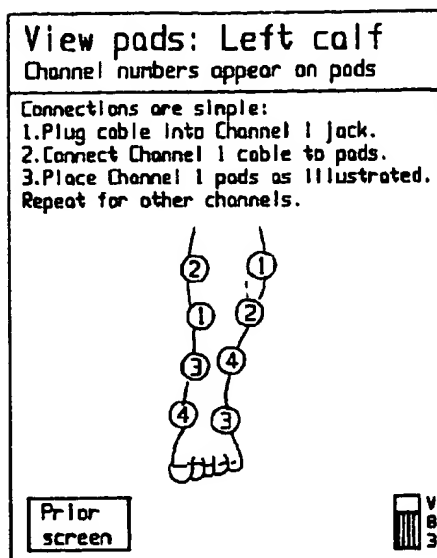 View pads: Left calf
Channel numbers appear on pads
Connections are simple:
1.Plug cable into Channel 1 jack.
2.Connect Channel 1 cable to pads.
3.Place Channel 1 pads as illustrated.
Repeat for other channels.
2 1
1 2
3 4
4 3
Prior
screen
V
B
3